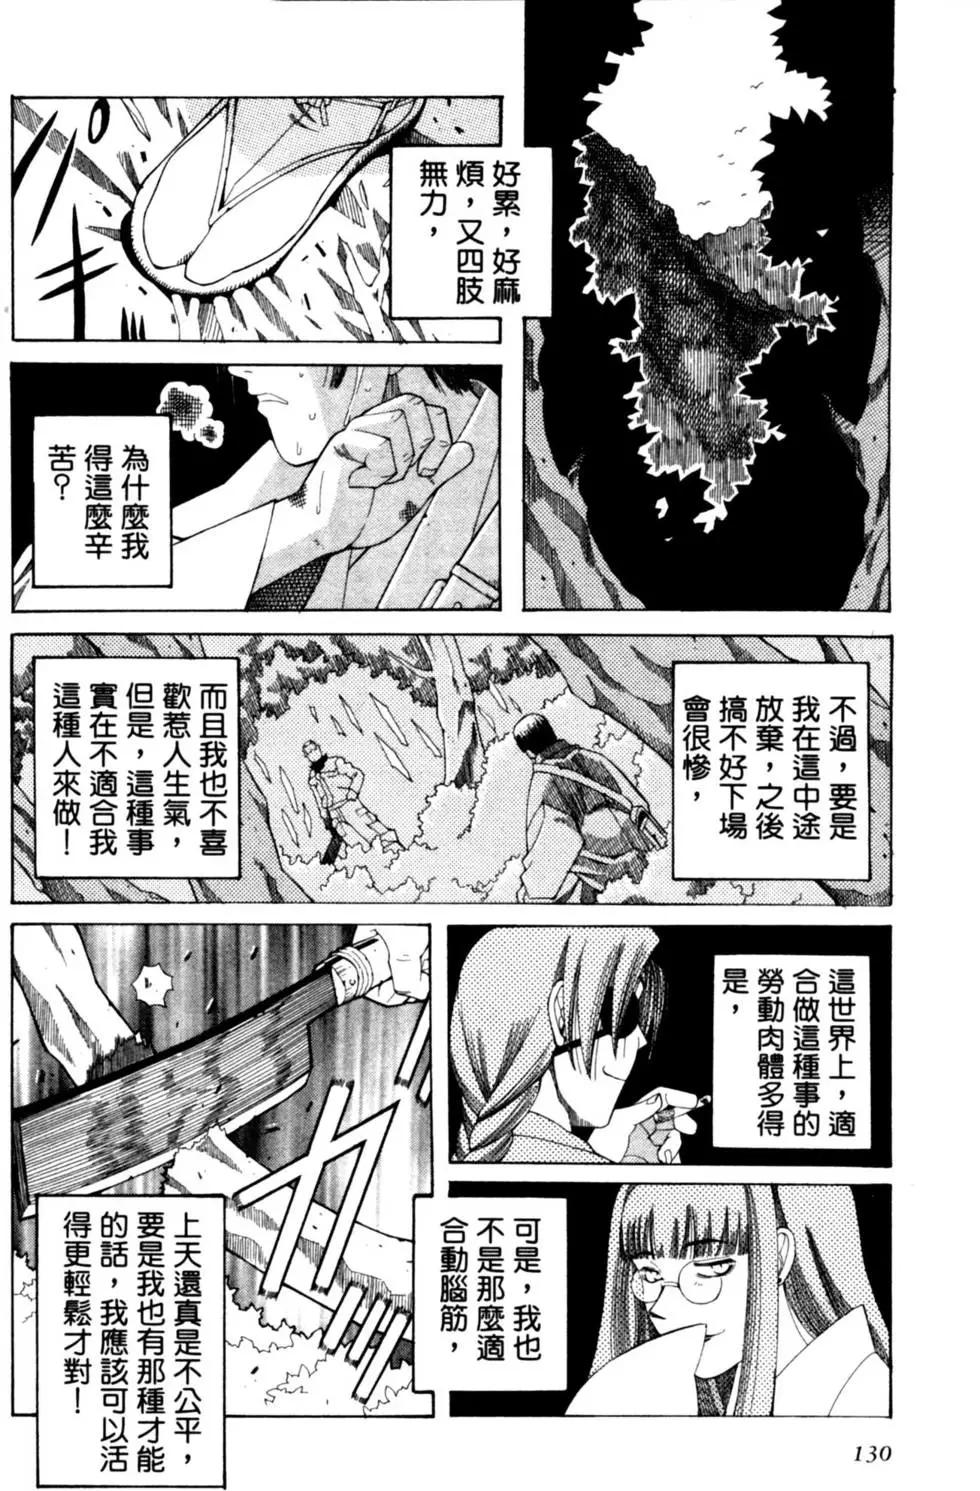 好累，好麻
煩，又四肢
無力，
為什麼我
得這麼辛
苦？
不過，要是
我在這中途
放棄，之後
搞不好下場
會很慘，
而且我也不喜
歡惹人生氣，
但是，這種事
實在不適合我
這種人來做！
這世界上，適
合做這種事的
勞動肉體多得
是，
可是，我也
不是那麼適
合動腦筋，
上天還真是不公平，
要是我也有那種才能
的話，我應該可以活
得更輕鬆才對！
130